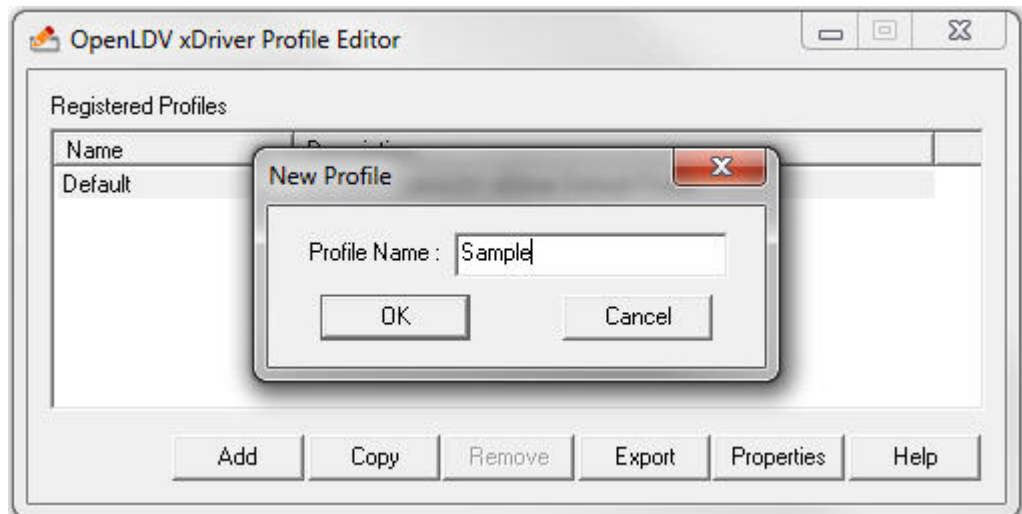 OpenLDV xDriver Profile Editor
Registered Profiles
Name
Default
New Profile
Profile Name : Sample
OK Cancel
Add Copy Remove Export Properties Help